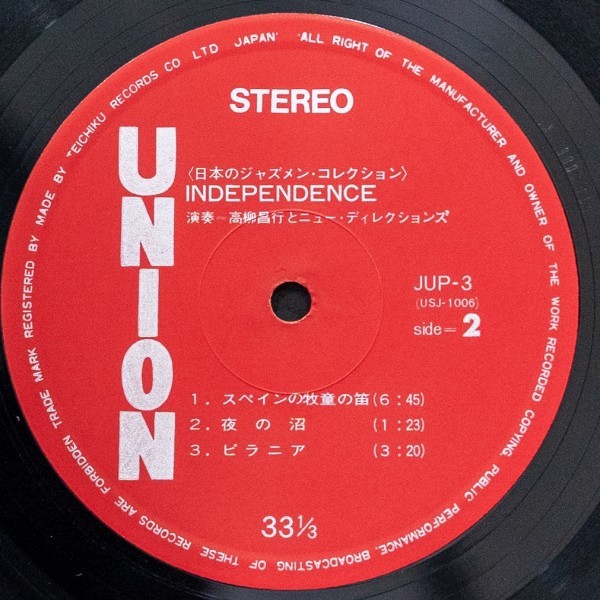 MADE BY TEICHIKU RECORDS CO LTD JAPAN ALL RIGHT OF THE MANUFACTURER AND OWNER OF THE WORK RECORDED COPYING, PUBLIC PERFORMANCE, BROADCASTING OF THESE RECORDS ARE FORBIDDEN TRADE MARK REGISTERED
STEREO
UNION
〈日本のジャズメン・コレクション〉
INDEPENDENCE
演奏=高柳昌行とニュー・ディレクションズ
JUP-3
(USJ-1006)
side=2
1. スペインの牧童の笛(6:45)
2. 夜の沼 (1:23)
3. ピラニア (3:20)
33⅓